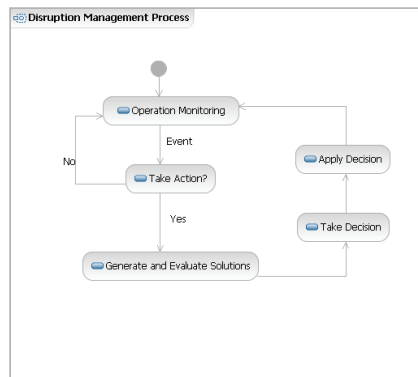 Disruption Management Process
Operation Monitoring
Event
No
Apply Decision
Take Action?
Yes
Take Decision
Generate and Evaluate Solutions